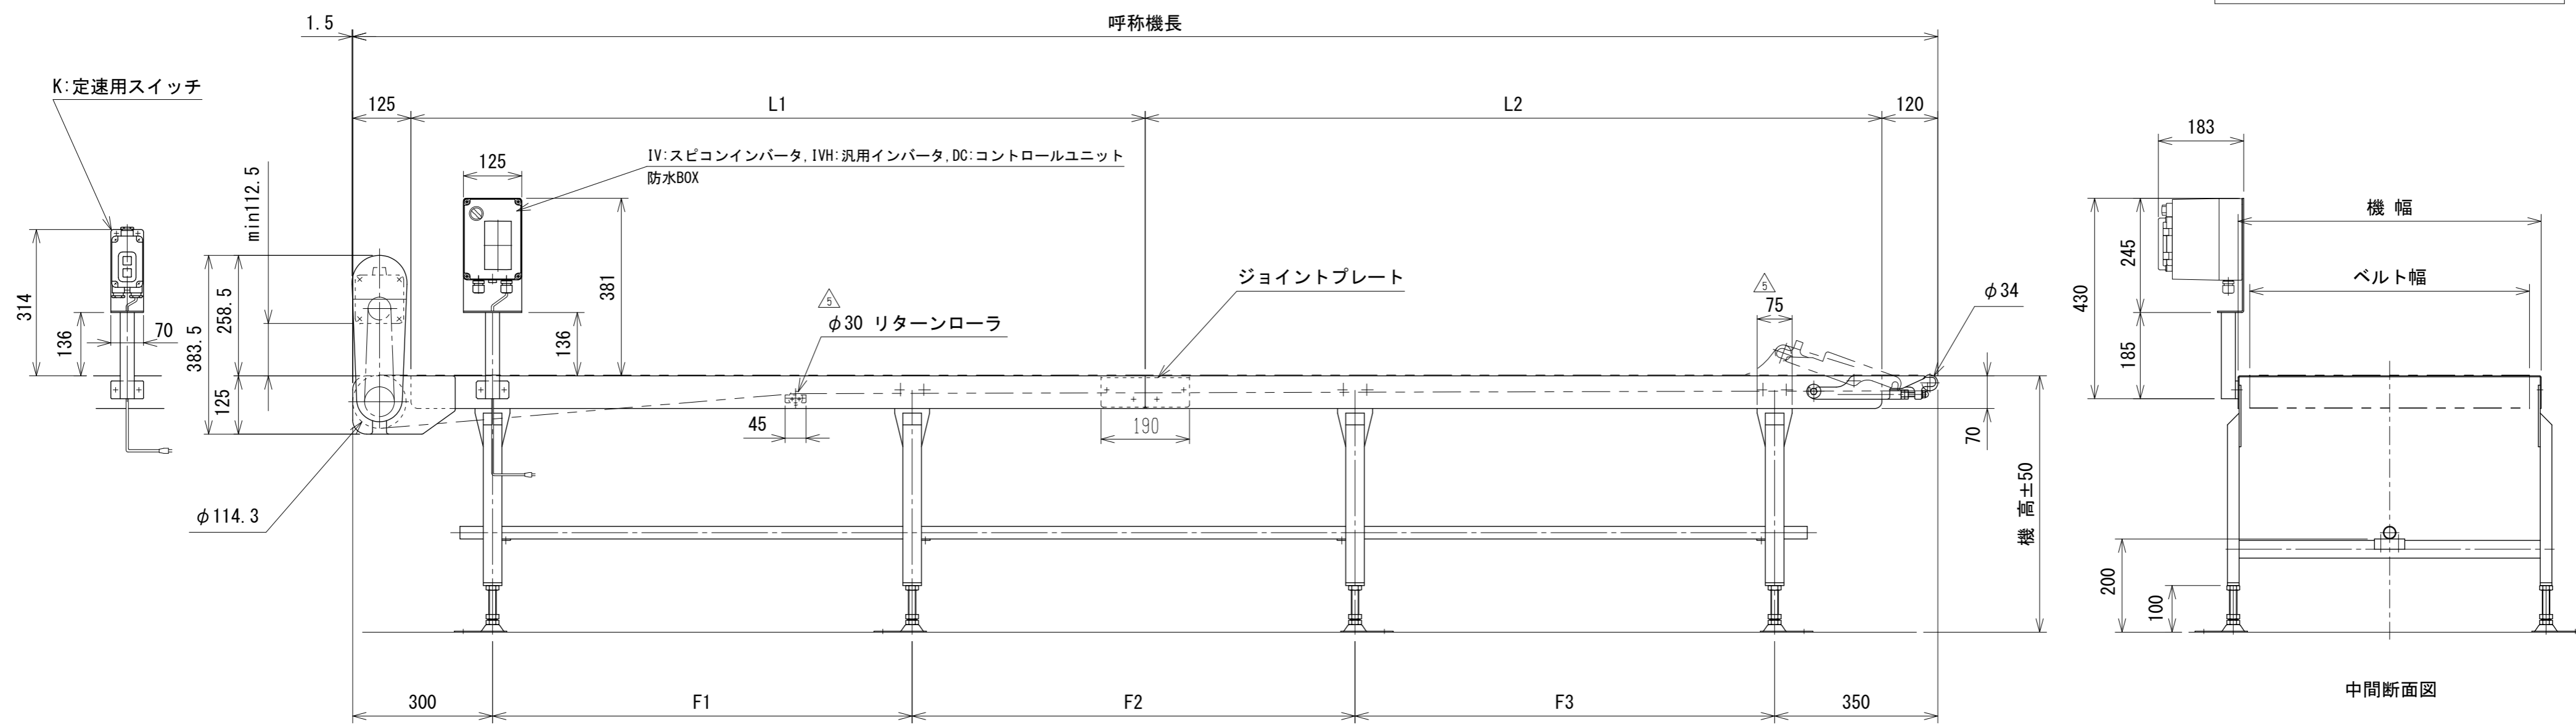 1.5
呼称機長
K:定速用スイッチ
125
L1
L2
120
183
125
IV:スピコンインバータ, IVH:汎用インバータ, DC:コントロールユニット
防水BOX
min112.5
機 幅
245
430
ベルト幅
ジョイントプレート
5
75
φ34
314
258.5
383.5
381
5
φ30 リターンローラ
136
70
136
185
125
45
190
70
φ114.3
機 高±50
200
100
中間断面図
300
F1
F2
F3
350